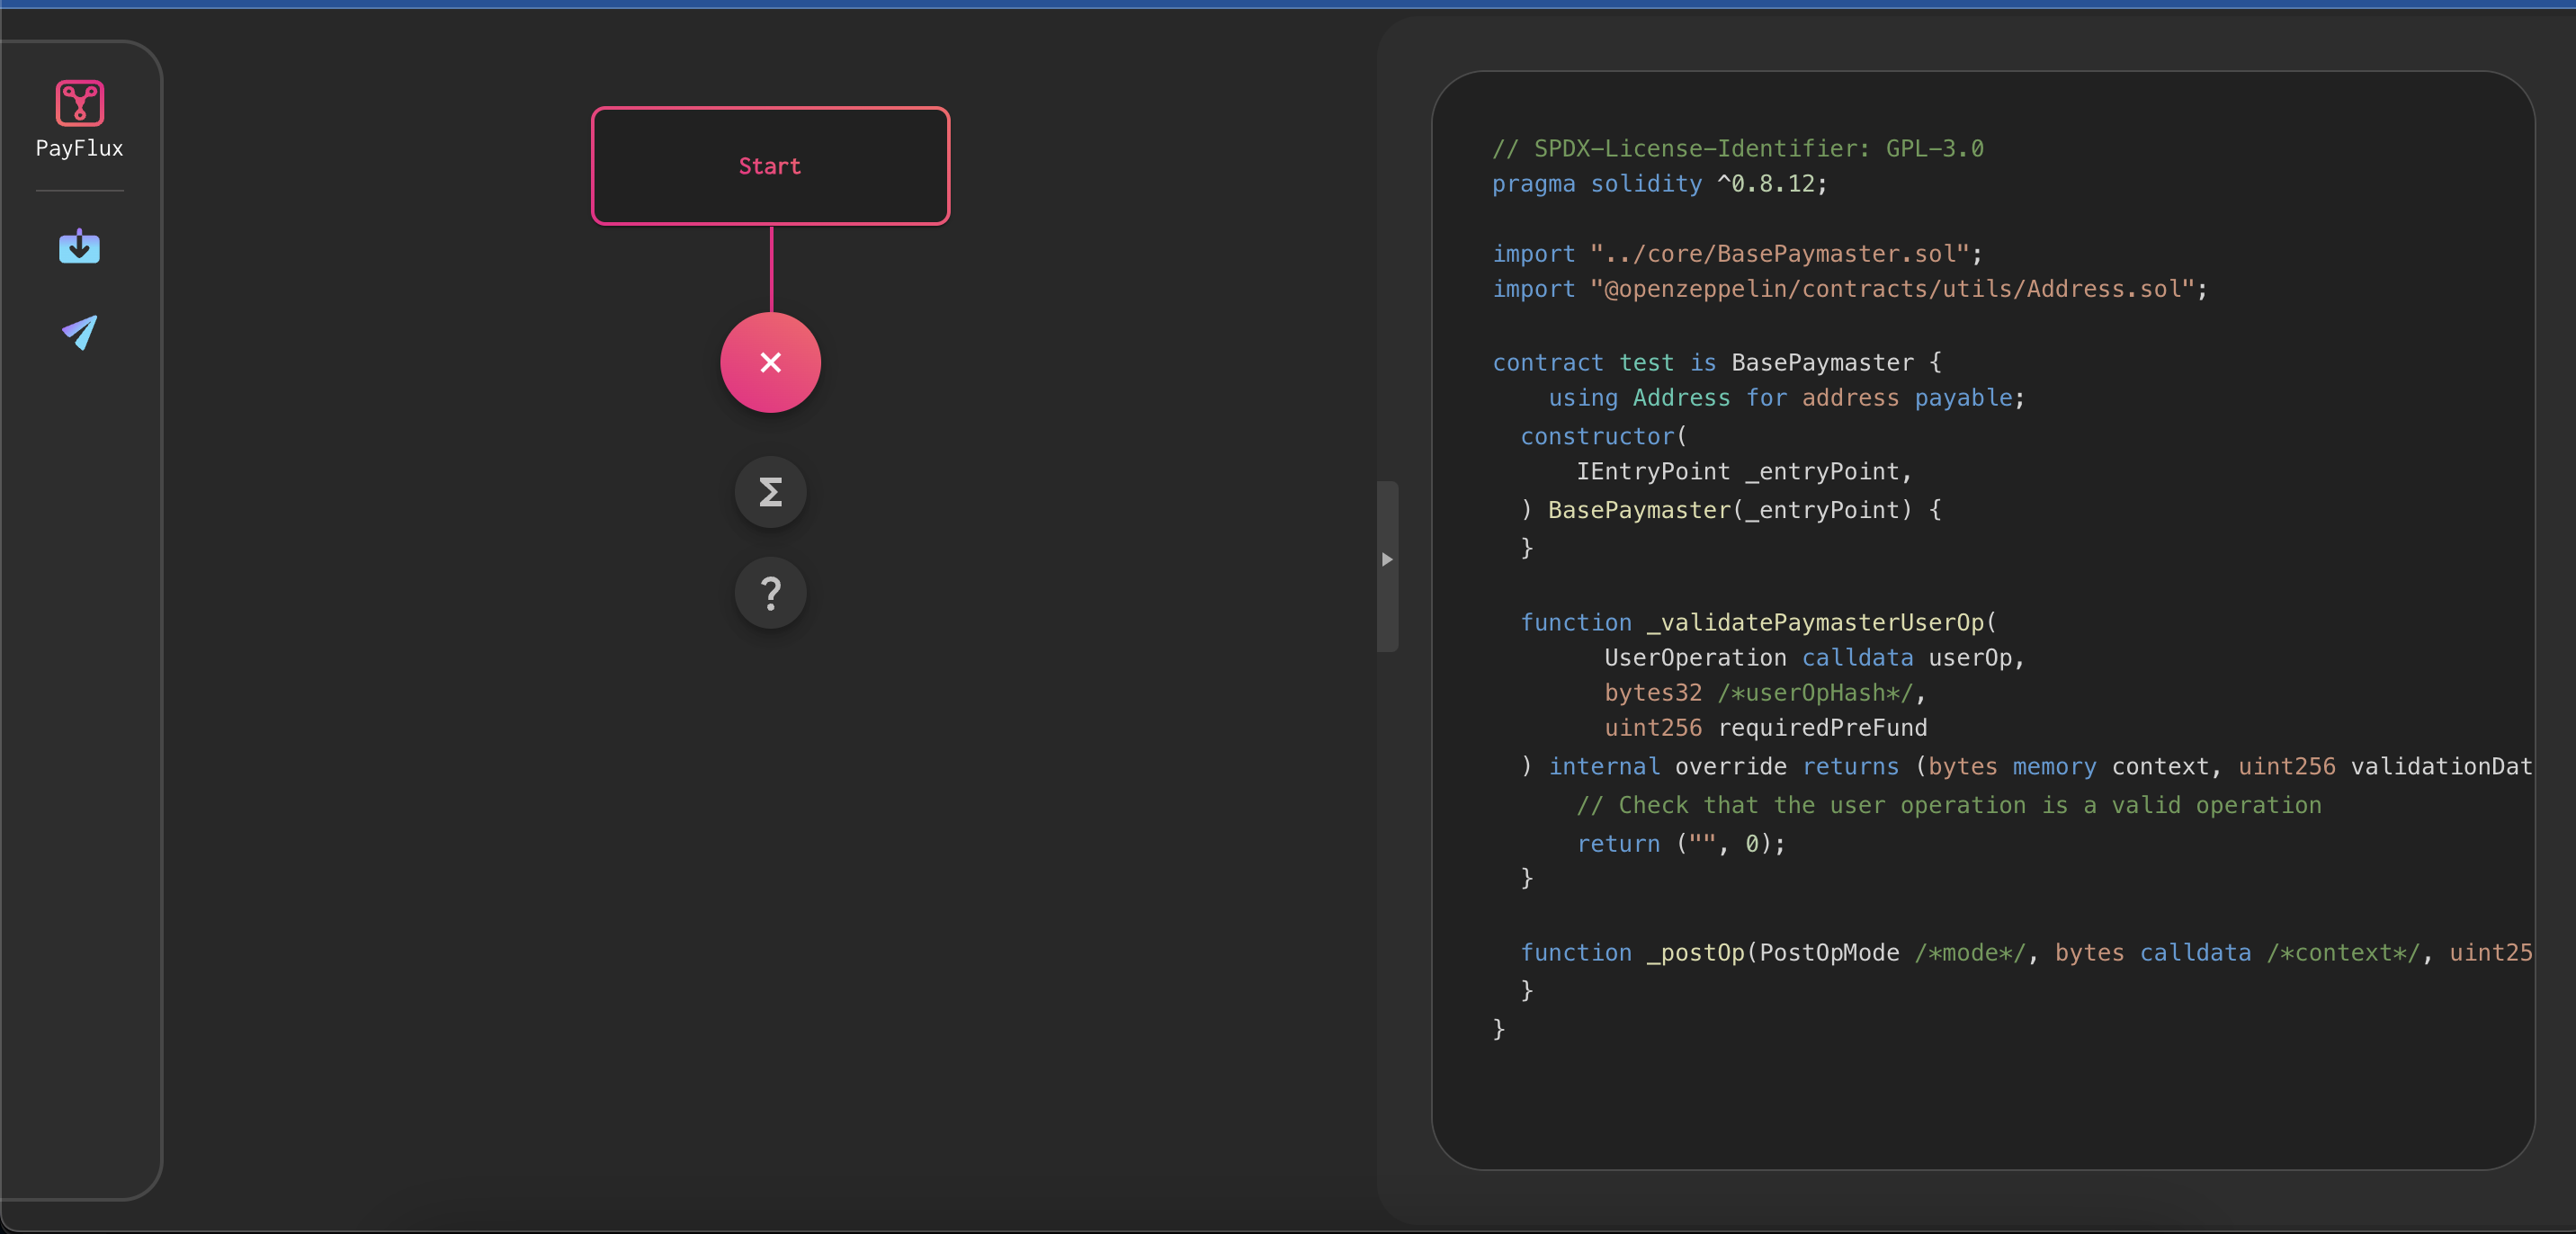 PayFlux
Start
×
Σ
?
// SPDX-License-Identifier: GPL-3.0
pragma solidity ^0.8.12;
import "../core/BasePaymaster.sol";
import "@openzeppelin/contracts/utils/Address.sol";
contract test is BasePaymaster {
using Address for address payable;
constructor(
IEntryPoint _entryPoint,
) BasePaymaster(_entryPoint) {
}
function _validatePaymasterUserOp(
UserOperation calldata userOp,
bytes32 /*userOpHash*/,
uint256 requiredPreFund
) internal override returns (bytes memory context, uint256 validationDat
// Check that the user operation is a valid operation
return ("", 0);
}
function _postOp(PostOpMode /*mode*/, bytes calldata /*context*/, uint25
}
}